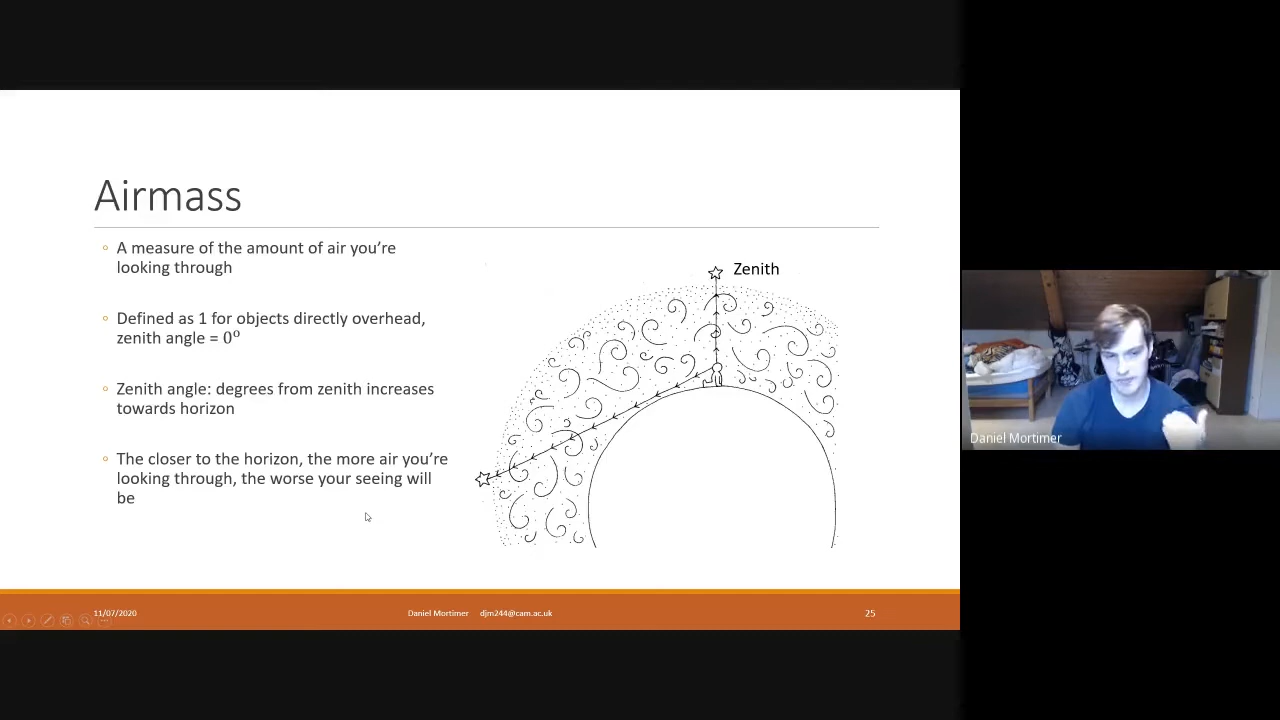 Airmass
A measure of the amount of air you're
looking through
Defined as 1 for objects directly overhead,
zenith angle = 0°
Zenith angle: degrees from zenith increases
towards horizon
The closer to the horizon, the more air you're
looking through, the worse your seeing will
be
Zenith
11/07/2020
Daniel Mortimer djm244@cam.ac.uk
25
Daniel Mortimer